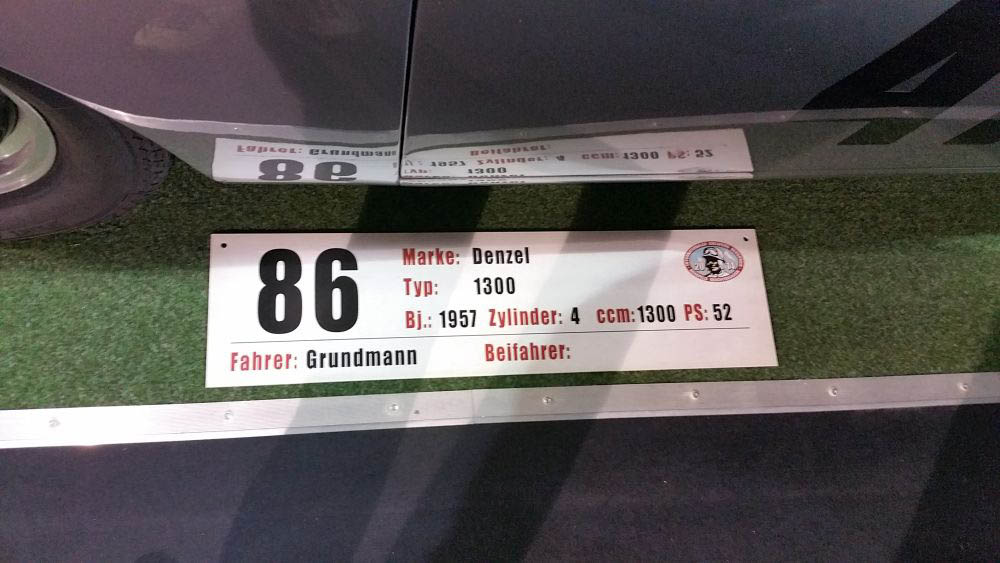 86
Marke: Denzel
Typ: 1300
Bj.: 1957 Zylinder: 4 ccm: 1300 PS: 52
Fahrer: Grundmann Beifahrer: